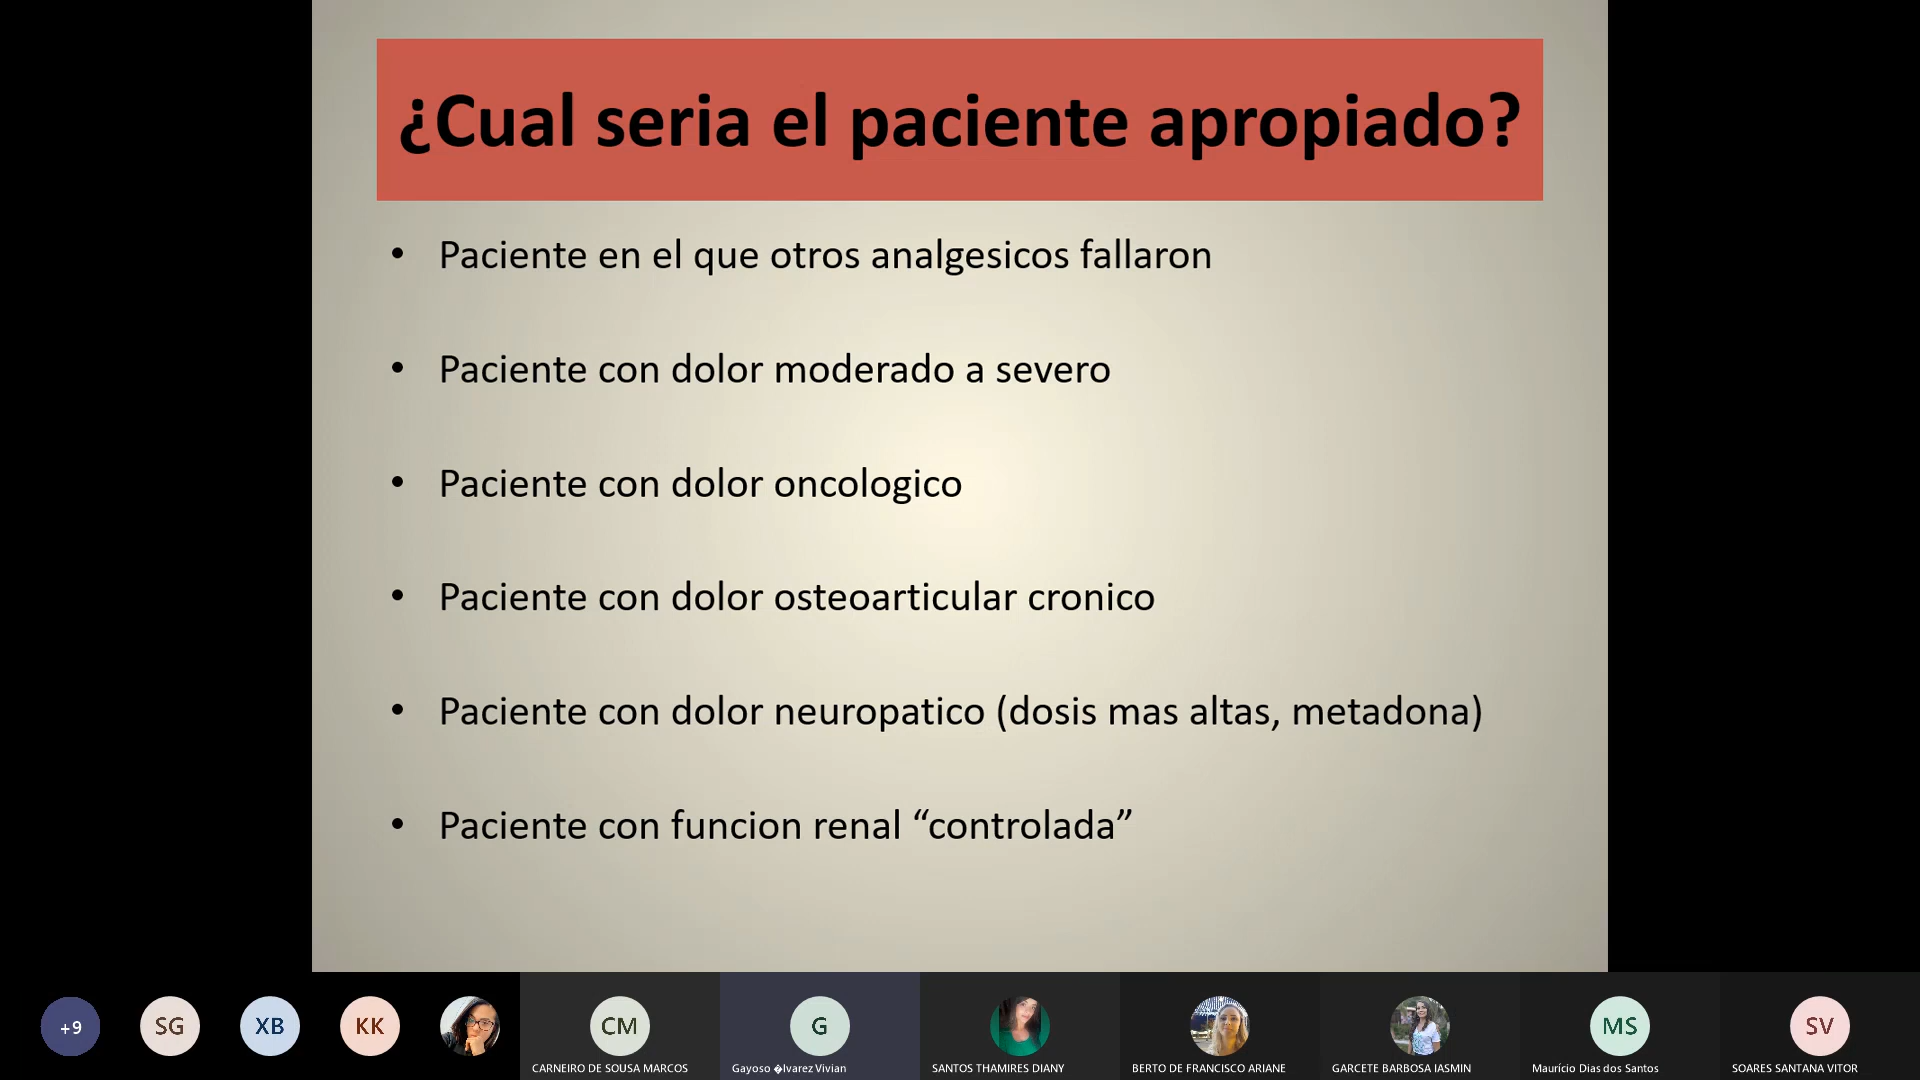 ¿Cual seria el paciente apropiado?
• Paciente en el que otros analgesicos fallaron
• Paciente con dolor moderado a severo
• Paciente con dolor oncologico
• Paciente con dolor osteoarticular cronico
• Paciente con dolor neuropatico (dosis mas altas, metadona)
• Paciente con funcion renal “controlada”
+9
SG
XB
KK
CM
G
MS
SV
CARNEIRO DE SOUSA MARCOS
Gayoso �lvarez Vivian
SANTOS THAMIRES DIANY
BERTO DE FRANCISCO ARIANE
GARCETE BARBOSA IASMIN
Maurício Dias dos Santos
SOARES SANTANA VITOR